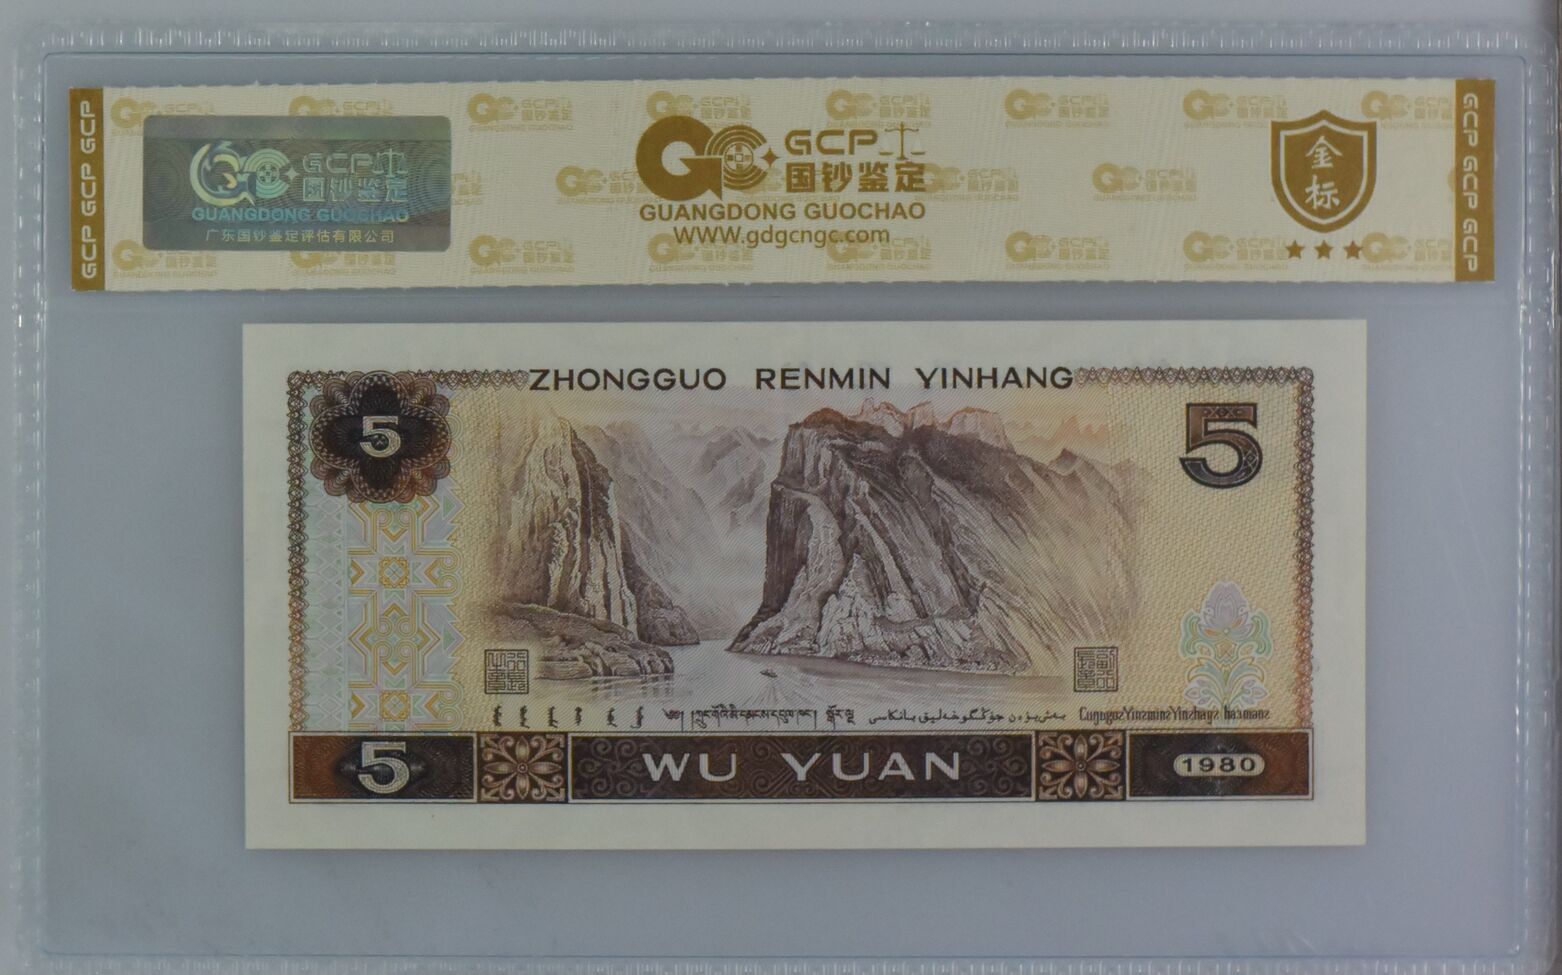 GCP GCP GCP
GCP
国钞鉴定
GUANGDONG GUOCHAO
广东国钞鉴定评估有限公司
GCP
国钞鉴定
GUANGDONG GUOCHAO
WWW.gdgcngc.com
金标
GCP GCP GCP
ZHONGGUO RENMIN YINHANG
5
5
5
WU YUAN
1980